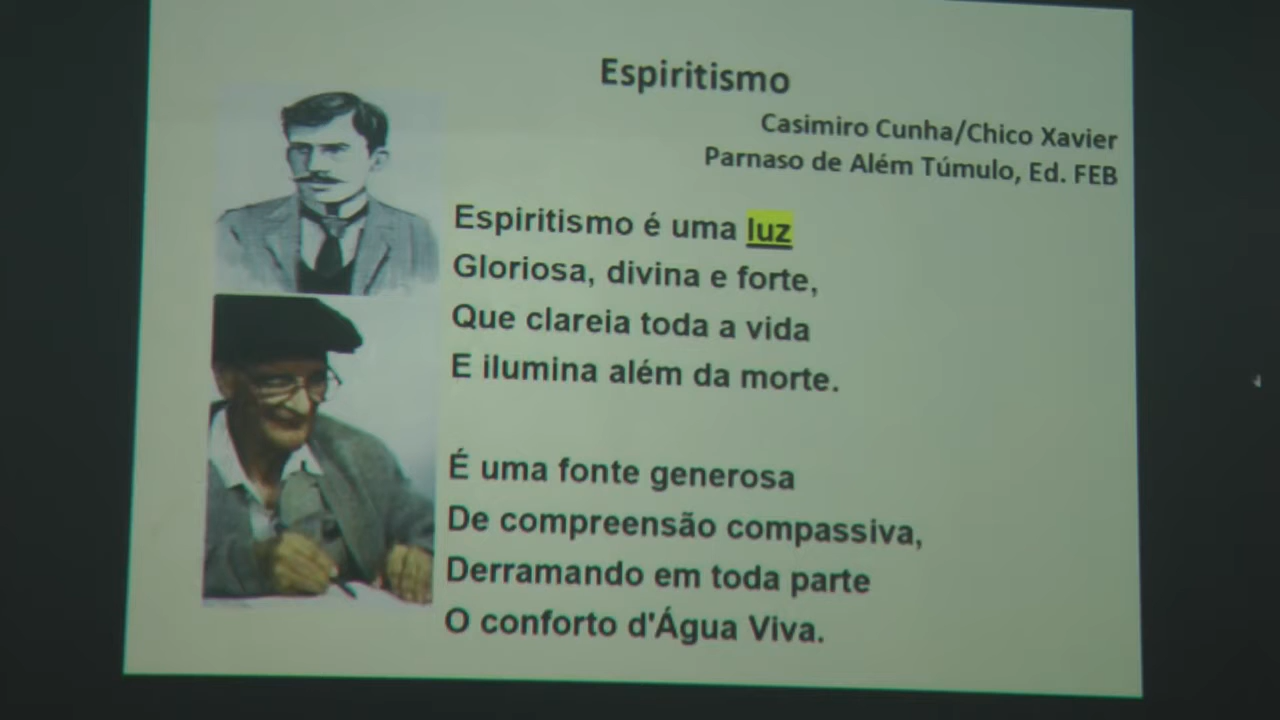 Espiritismo
Casimiro Cunha/Chico Xavier
Parnaso de Além Túmulo, Ed. FEB
Espiritismo é uma luz
Gloriosa, divina e forte,
Que clareia toda a vida
E ilumina além da morte.
É uma fonte generosa
De compreensão compassiva,
Derramando em toda parte
O conforto d'Água Viva.